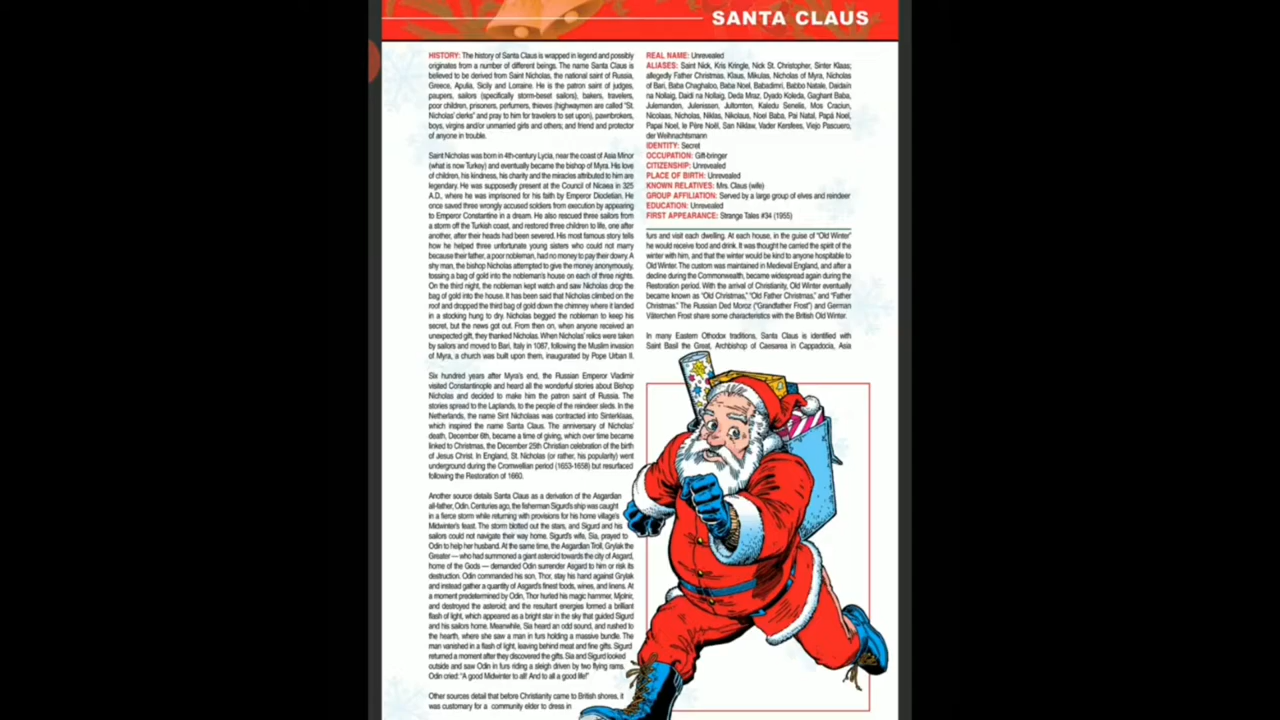 SANTA CLAUS
HISTORY: The history of Santa Claus is wrapped in legend and possibly
originates from a number of different beings. The name Santa Claus is
believed to be derived from Saint Nicholas, the national saint of Russia,
Greece, Apulia, Sicily and Lorraine. He is the patron saint of judges,
paupers, sailors (specifically storm-beset sailors), bakers, travelers,
poor children, prisoners, perfumers, thieves (highwaymen are called "St.
Nicholas' clerks" and pray to him for travelers to set upon), pawnbrokers,
boys, virgins and/or unmarried girls and others, and friend and protector
of anyone in trouble.
Saint Nicholas was born in 4th-century Lycia, near the coast of Asia Minor
(what is now Turkey) and eventually became the bishop of Myra. His love
of children, his kindness, his charity and the miracles attributed to him are
legendary. He was supposedly present at the Council of Nicaea in 325
A.D., where he was imprisoned for his faith by Emperor Diocletian. He
once saved three wrongly accused soldiers from execution by appearing
to Emperor Constantine in a dream. He also rescued three sailors from
a storm off the Turkish coast, and restored three children to life, one after
another, after their heads had been severed. His most famous story tells
how he helped three unfortunate young sisters who could not marry
because their father, a poor nobleman, had no money to pay their dowry. A
shy man, the bishop Nicholas attempted to give the money anonymously,
tossing a bag of gold into the nobleman's house on each of three nights.
On the third night, the nobleman kept watch and saw Nicholas drop the
bag of gold into the house. It has been said that Nicholas climbed on the
roof and dropped the third bag of gold down the chimney where it landed
in a stocking hung to dry. Nicholas begged the nobleman to keep his
secret, but the news got out. From then on, when anyone received an
unexpected gift, they thanked Nicholas. When Nicholas' relics were taken
by sailors and moved to Bari, Italy in 1087, following the Muslim invasion
of Myra, a church was built upon them, inaugurated by Pope Urban II.
Six hundred years after Myra's end, the Russian Emperor Vladimir
visited Constantinople and heard all the wonderful stories about Bishop
Nicholas and decided to make him the patron saint of Russia. The
stories spread to the Laplands, to the people of the reindeer sleds. In the
Netherlands, the name Sint Nicholaas was contracted into Sinterklaas,
which inspired the name Santa Claus. The anniversary of Nicholas'
death, December 6th, became a time of giving, which over time became
linked to Christmas, the December 25th Christian celebration of the birth
of Jesus Christ. In England, St. Nicholas (or rather, his popularity) went
underground during the Cromwellian period (1653-1658) but resurfaced
following the Restoration of 1660.
Another source details Santa Claus as a derivation of the Asgardian
all-father, Odin. Centuries ago, the fisherman Sigurd's ship was caught
in a fierce storm while returning with provisions for his home village's
Midwinter's feast. The storm blotted out the stars, and Sigurd and his
sailors could not navigate their way home. Sigurd's wife, Sia, prayed to
Odin to help her husband. At the same time, the Asgardian Troll, Grylak the
Greater — who had summoned a giant asteroid towards the city of Asgard,
home of the Gods — demanded Odin surrender Asgard to him or risk its
destruction. Odin commanded his son, Thor, stay his hand against Grylak
and instead gather a quantity of Asgard's finest foods, wines, and linens. At
a moment predetermined by Odin, Thor hurled his magic hammer, Mjolnir,
and destroyed the asteroid; and the resultant energies formed a brilliant
flash of light, which appeared as a bright star in the sky that guided Sigurd
and his sailors home. Meanwhile, Sia heard an odd sound, and rushed to
the hearth, where she saw a man in furs holding a massive bundle. The
man vanished in a flash of light, leaving behind meat and fine gifts. Sigurd
returned a moment after they discovered the gifts. Sia and Sigurd looked
outside and saw Odin in furs riding a sleigh driven by two flying rams.
Odin cried: "A good Midwinter to all! And to all a good life!"
Other sources detail that before Christianity came to British shores, it
was customary for a community elder to dress in
REAL NAME: Unrevealed
ALIASES: Saint Nick, Kris Kringle, Nick St. Christopher, Sinter Klaas;
allegedly Father Christmas, Klaus, Mikulas, Nicholas of Myra, Nicholas
of Bari, Baba Chaghaloo, Baba Noel, Babadimri, Babbo Natale, Daidaín
na Nollaig, Daidí na Nollaig, Deda Mraz, Dyado Koleda, Gaghant Baba,
Julemanden, Julenissen, Jultomten, Kaledu Senelis, Mos Craciun,
Nicolaas, Nicholas, Niklas, Nikolaus, Noel Baba, Pai Natal, Papá Noel,
Papai Noel, le Père Noël, San Niklaw, Vader Kersfees, Viejo Pascuero,
der Weihnachtsmann
IDENTITY: Secret
OCCUPATION: Gift-bringer
CITIZENSHIP: Unrevealed
PLACE OF BIRTH: Unrevealed
KNOWN RELATIVES: Mrs. Claus (wife)
GROUP AFFILIATION: Served by a large group of elves and reindeer
EDUCATION: Unrevealed
FIRST APPEARANCE: Strange Tales #34 (1955)
furs and visit each dwelling. At each house, in the guise of "Old Winter"
he would receive food and drink. It was thought he carried the spirit of the
winter with him, and that the winter would be kind to anyone hospitable to
Old Winter. The custom was maintained in Medieval England, and after a
decline during the Commonwealth, became widespread again during the
Restoration period. With the arrival of Christianity, Old Winter eventually
became known as "Old Christmas," "Old Father Christmas," and "Father
Christmas." The Russian Ded Moroz ("Grandfather Frost") and German
Väterchen Frost share some characteristics with the British Old Winter.
In many Eastern Othodox traditions, Santa Claus is identified with
Saint Basil the Great, Archbishop of Caesarea in Cappadocia, Asia